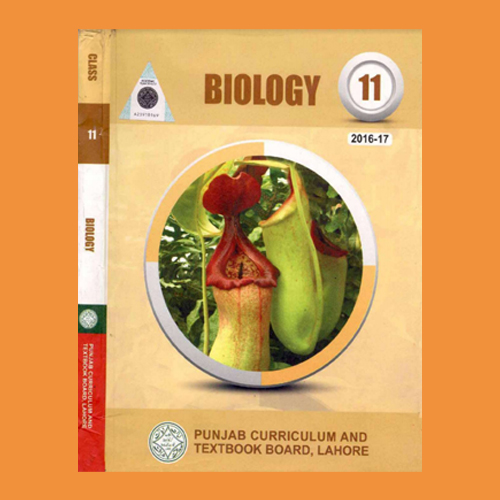 CLASS
11
BIOLOGY
PUNJAB CURRICULUM AND
TEXTBOOK BOARD, LAHORE
BIOLOGY
11
2016-17
PUNJAB CURRICULUM AND
TEXTBOOK BOARD, LAHORE